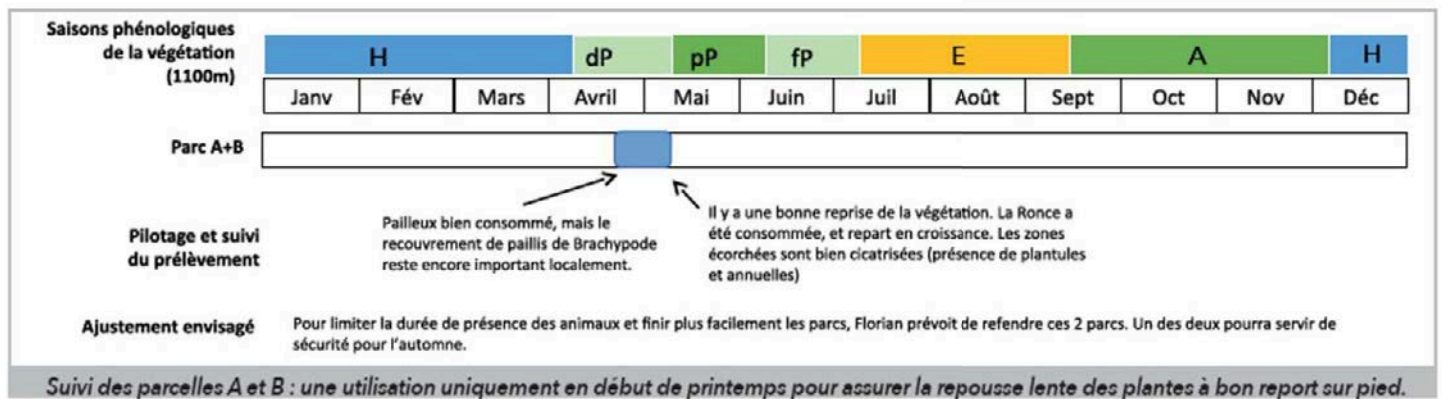 Saisons phénologiques
de la végétation
(1100m)
H dP pP fP E A H
Janv Fév Mars Avril Mai Juin Juil Août Sept Oct Nov Déc
Parc A+B
Pilotage et suivi
du prélèvement
Pailleux bien consommé, mais le
recouvrement de paillis de Brachypode
reste encore important localement.
Il y a une bonne reprise de la végétation. La Ronce a
été consommée, et repart en croissance. Les zones
écorchées sont bien cicatrisées (présence de plantules
et annuelles)
Ajustement envisagé
Pour limiter la durée de présence des animaux et finir plus facilement les parcs, Florian prévoit de refendre ces 2 parcs. Un des deux pourra servir de
sécurité pour l'automne.
Suivi des parcelles A et B : une utilisation uniquement en début de printemps pour assurer la repousse lente des plantes à bon report sur pied.